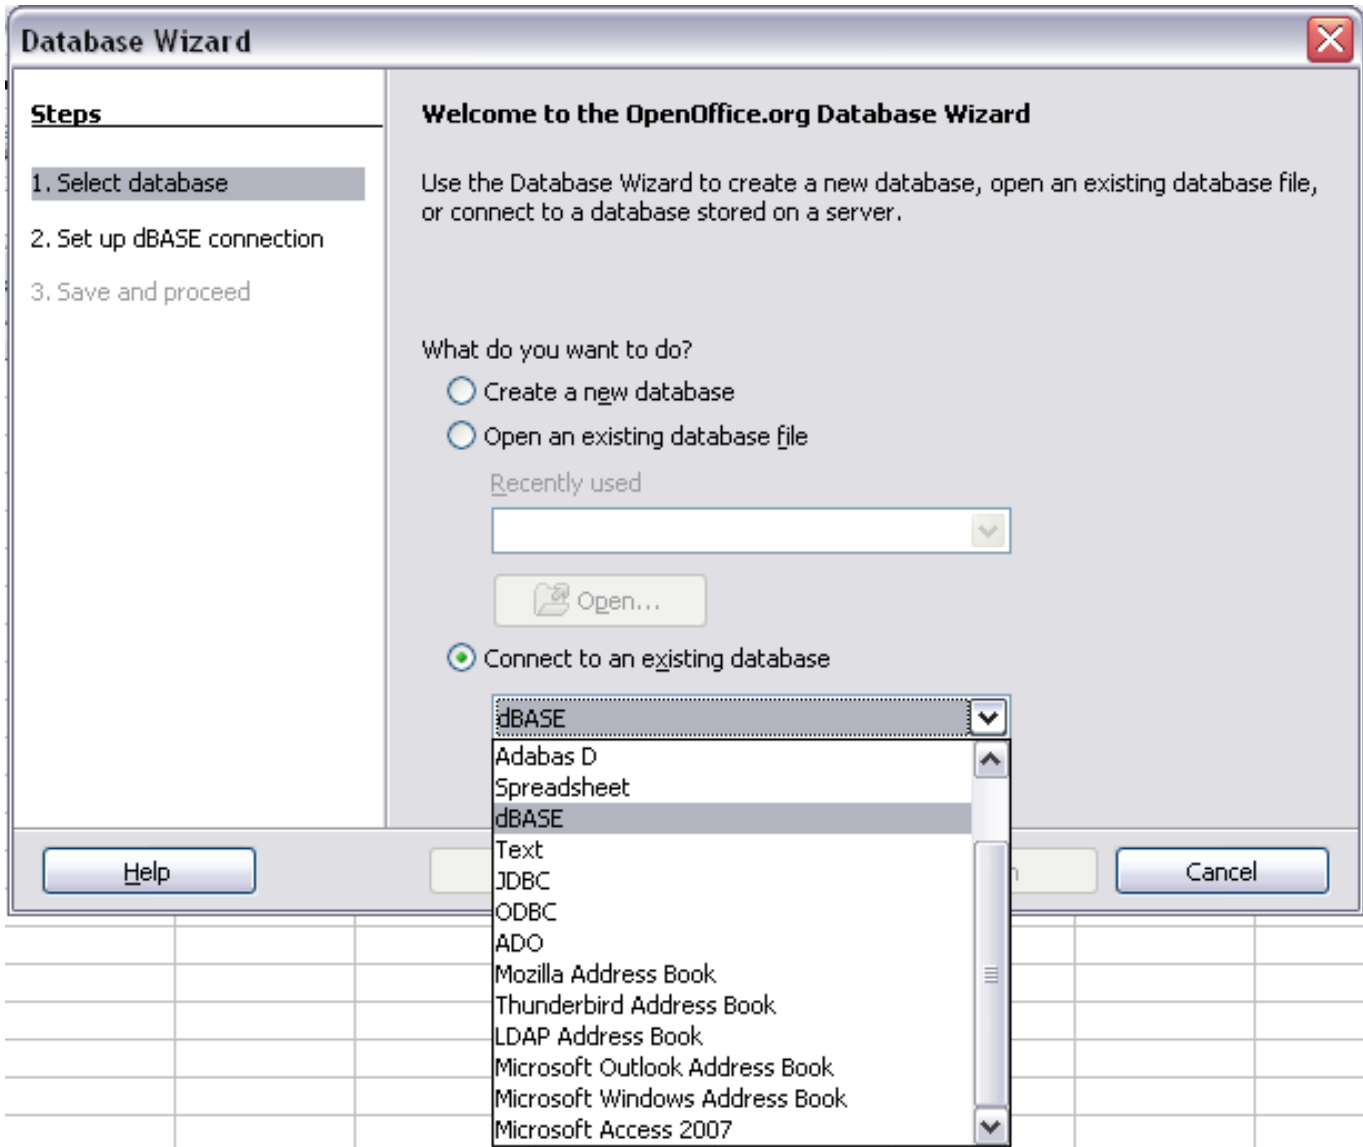 Database Wizard
Steps
1. Select database
2. Set up dBASE connection
3. Save and proceed
Welcome to the OpenOffice.org Database Wizard
Use the Database Wizard to create a new database, open an existing database file,
or connect to a database stored on a server.
What do you want to do?
Create a new database
Open an existing database file
Recently used
Open...
Connect to an existing database
dBASE
Adabas D
Spreadsheet
dBASE
Text
JDBC
ODBC
ADO
Mozilla Address Book
Thunderbird Address Book
LDAP Address Book
Microsoft Outlook Address Book
Microsoft Windows Address Book
Microsoft Access 2007
Help
Cancel